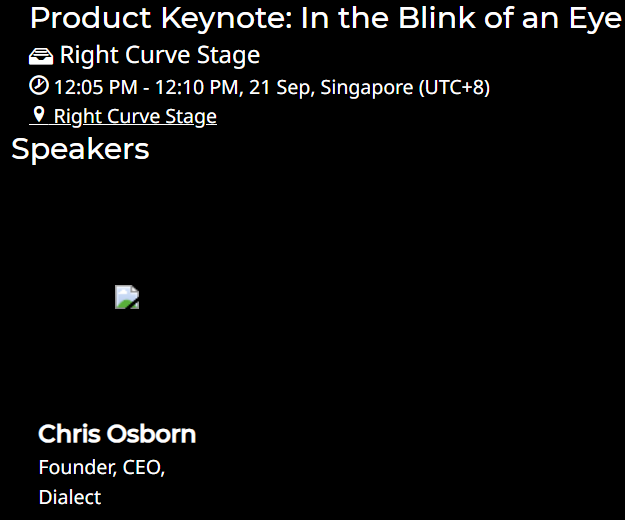 Product Keynote: In the Blink of an Eye
Right Curve Stage
12:05 PM - 12:10 PM, 21 Sep, Singapore (UTC+8)
Right Curve Stage
Speakers
Chris Osborn
Founder, CEO,
Dialect